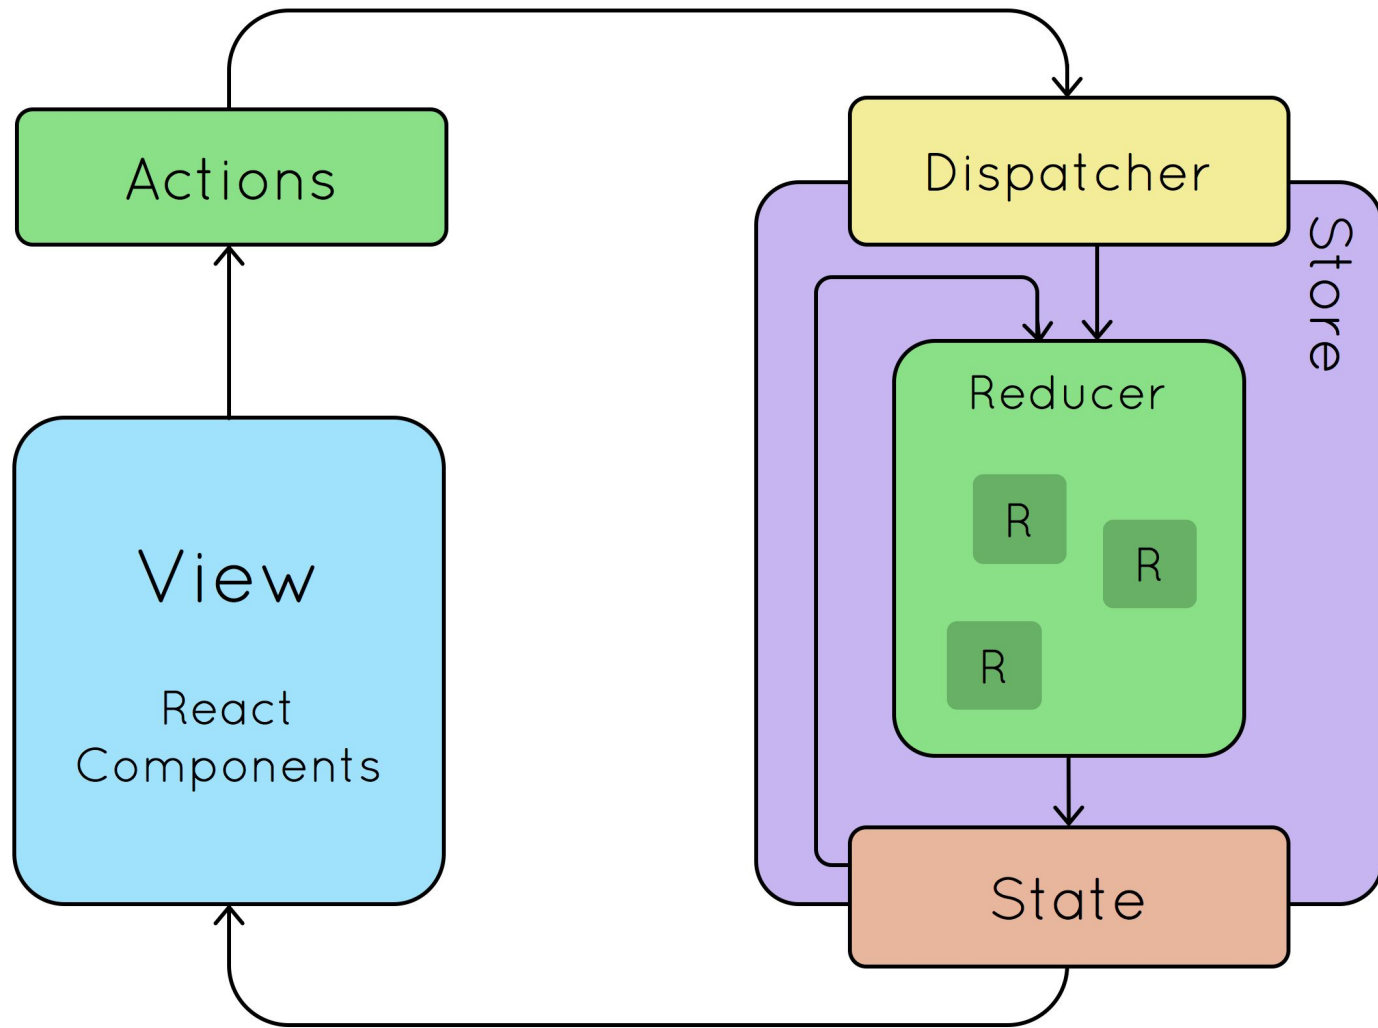 Actions
Dispatcher
Store
Reducer
R
R
R
View
React
Components
State